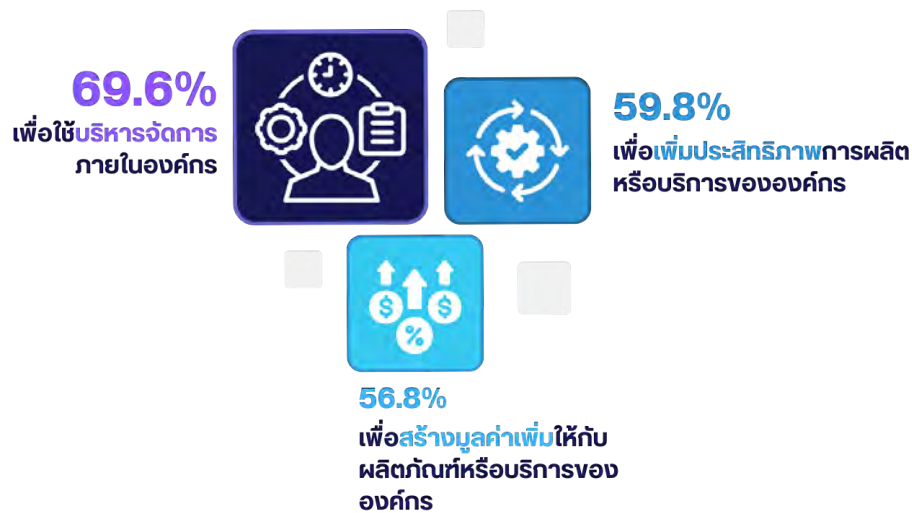 69.6%
เพื่อใช้บริหารจัดการ
ภายในองค์กร
59.8%
เพื่อเพิ่มประสิทธิภาพการผลิต
หรือบริการขององค์กร
$ $
%
56.8%
เพื่อสร้างมูลค่าเพิ่มให้กับ
ผลิตภัณฑ์หรือบริการของ
องค์กร